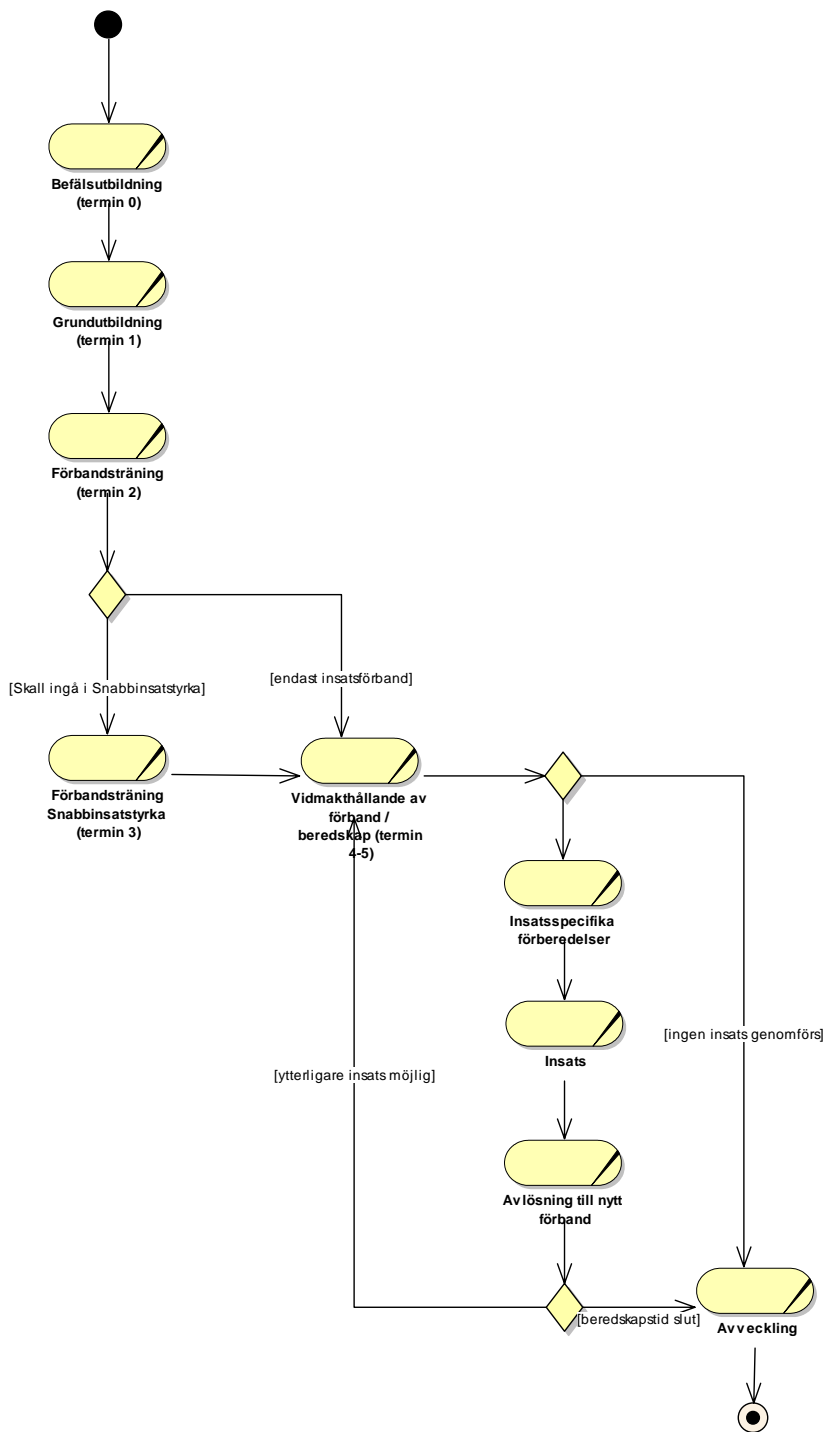 Befälsutbildning
(termin 0)
Grundutbildning
(termin 1)
Förbandsträning
(termin 2)
[Skall ingå i Snabbinsatstyrka]
[endast insatsförband]
Förbandsträning
Snabbinsatstyrka
(termin 3)
Vidmakthållande av
förband /
beredskap (termin
4-5)
Insatsspecifika
förberedelser
[ingen insats genomförs]
Insats
[ytterligare insats möjlig]
Avlösning till nytt
förband
[beredskapstid slut]
Avveckling